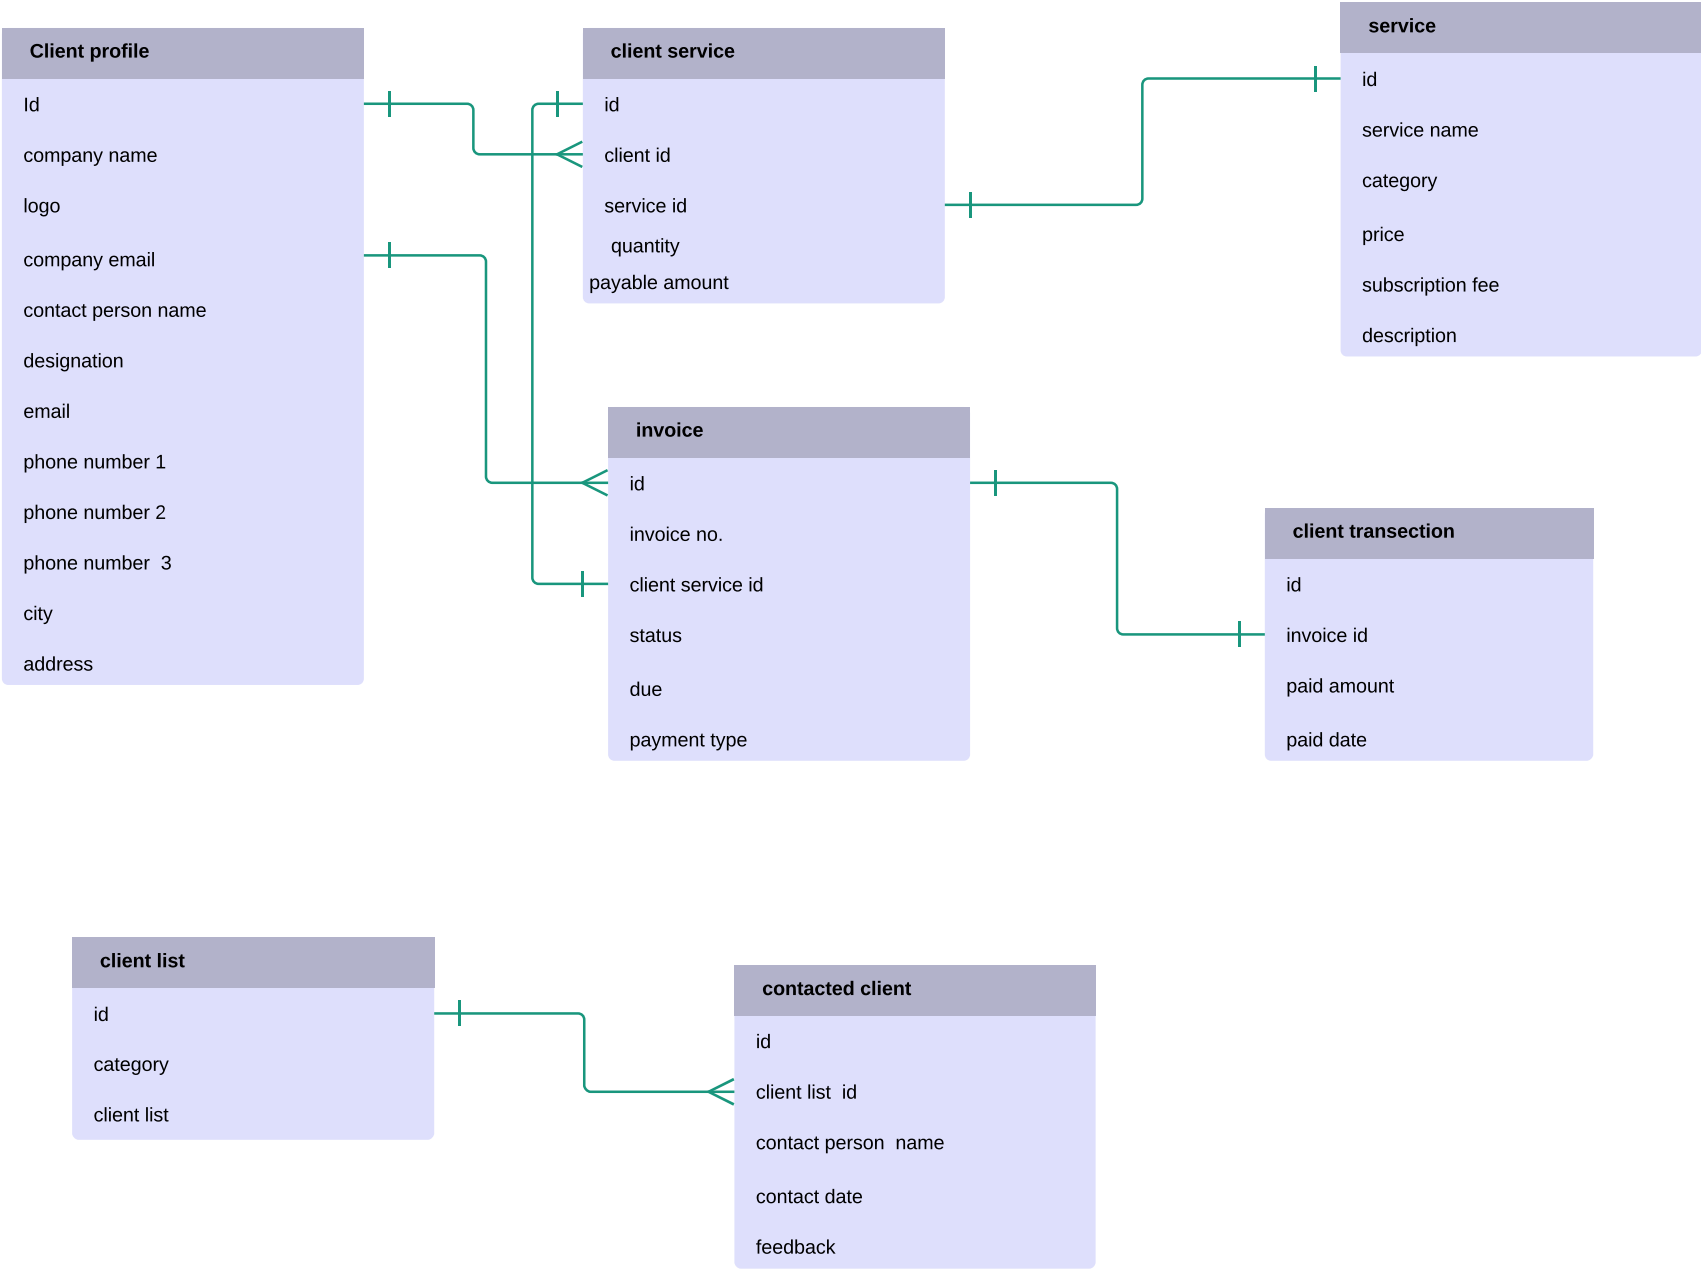 Client profile
Id
company name
logo
company email
contact person name
designation
email
phone number 1
phone number 2
phone number  3
city
address
client service
id
client id
service id
quantity
payable amount
service
id
service name
category
price
subscription fee
description
invoice
id
invoice no.
client service id
status
due
payment type
client transection
id
invoice id
paid amount
paid date
client list
id
category
client list
contacted client
id
client list  id
contact person  name
contact date
feedback